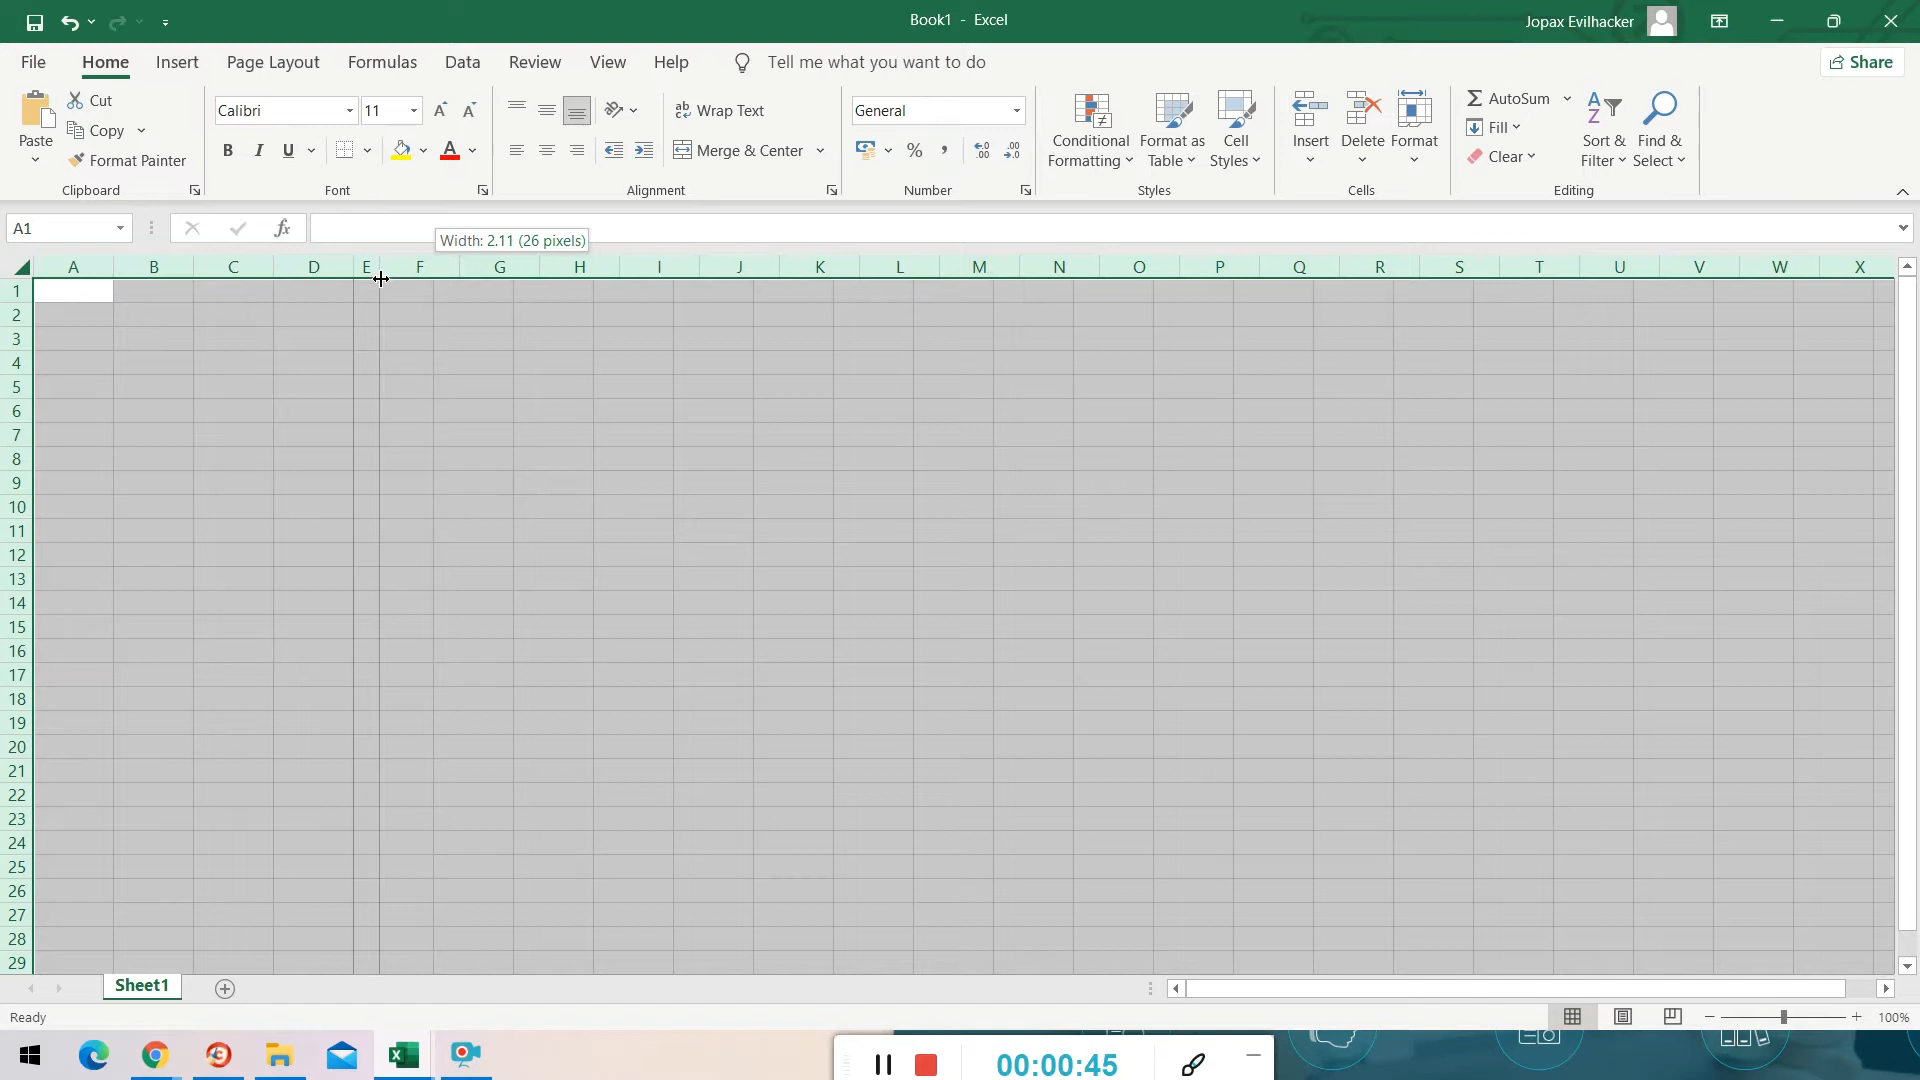 Book1 - Excel
Jopax Evilhacker
File Home Insert Page Layout Formulas Data Review View Help Tell me what you want to do Share
Paste
Cut
Copy
Format Painter
Clipboard
Calibri 11
B I U A
Font
Wrap Text
Merge & Center
Alignment
General
% ,
Number
Conditional Formatting
Format as Table
Cell Styles
Styles
Insert Delete Format
Cells
AutoSum
Fill
Clear
Sort & Filter
Find & Select
Editing
A1 fx
Width: 2.11 (26 pixels)
A B C D E F G H I J K L M N O P Q R S T U V W X
1
2
3
4
5
6
7
8
9
10
11
12
13
14
15
16
17
18
19
20
21
22
23
24
25
26
27
28
29
Sheet1
Ready 100%
00:00:45